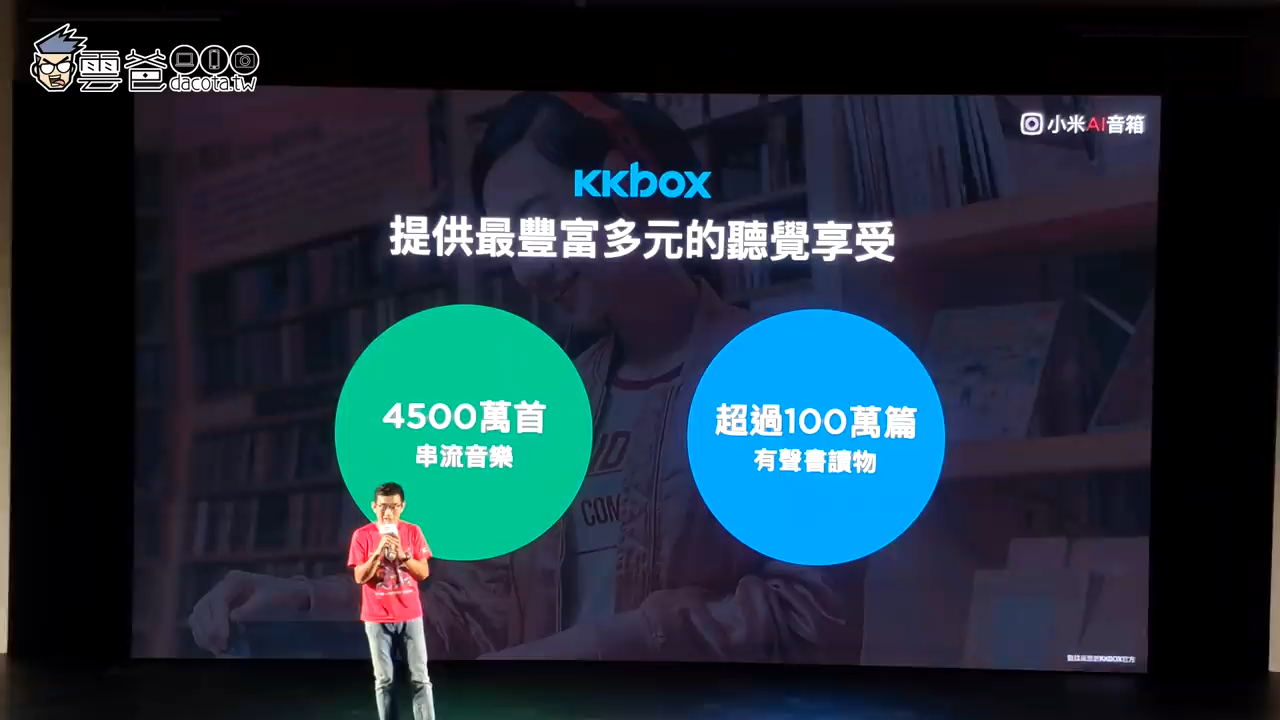 雲爸
dacota.tw
小米AI音箱
KKBOX
提供最豐富多元的聽覺享受
4500萬首
串流音樂
超過100萬篇
有聲書讀物
COM